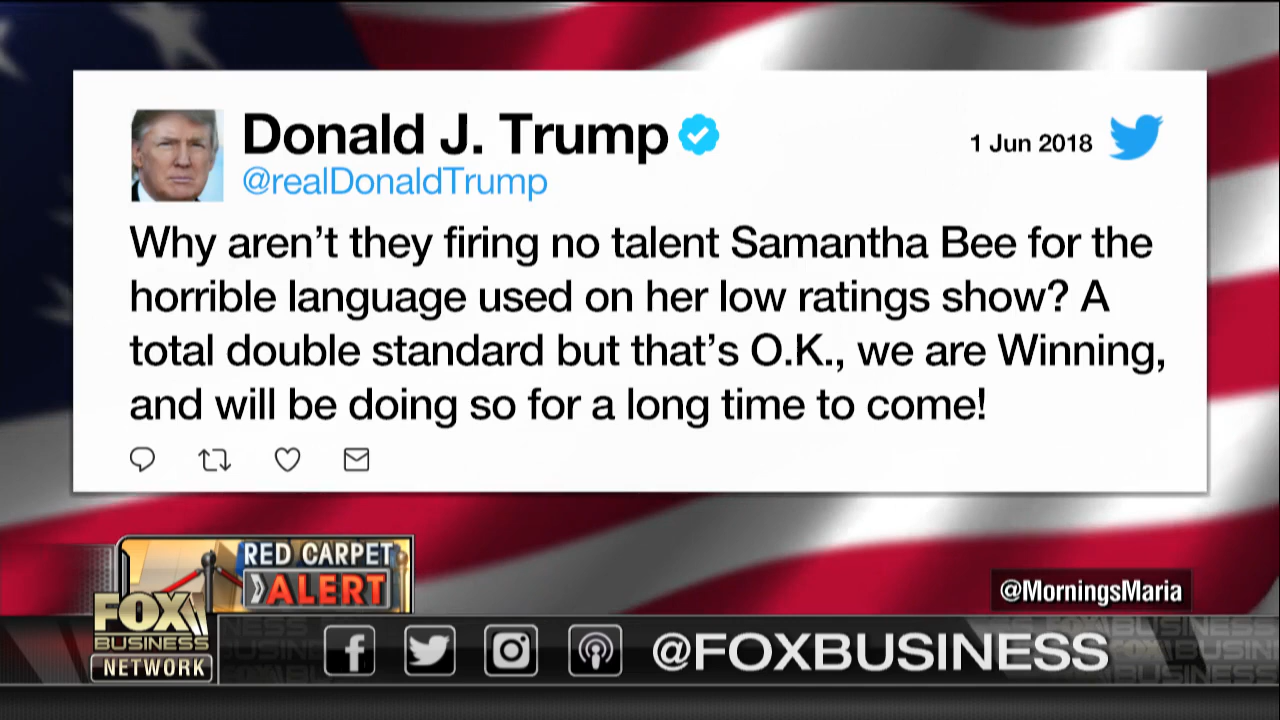 Donald J. Trump
@realDonaldTrump
1 Jun 2018
Why aren’t they firing no talent Samantha Bee for the
horrible language used on her low ratings show? A
total double standard but that’s O.K., we are Winning,
and will be doing so for a long time to come!
RED CARPET
ALERT
@MorningsMaria
FOX
BUSINESS
NETWORK
@FOXBUSINESS